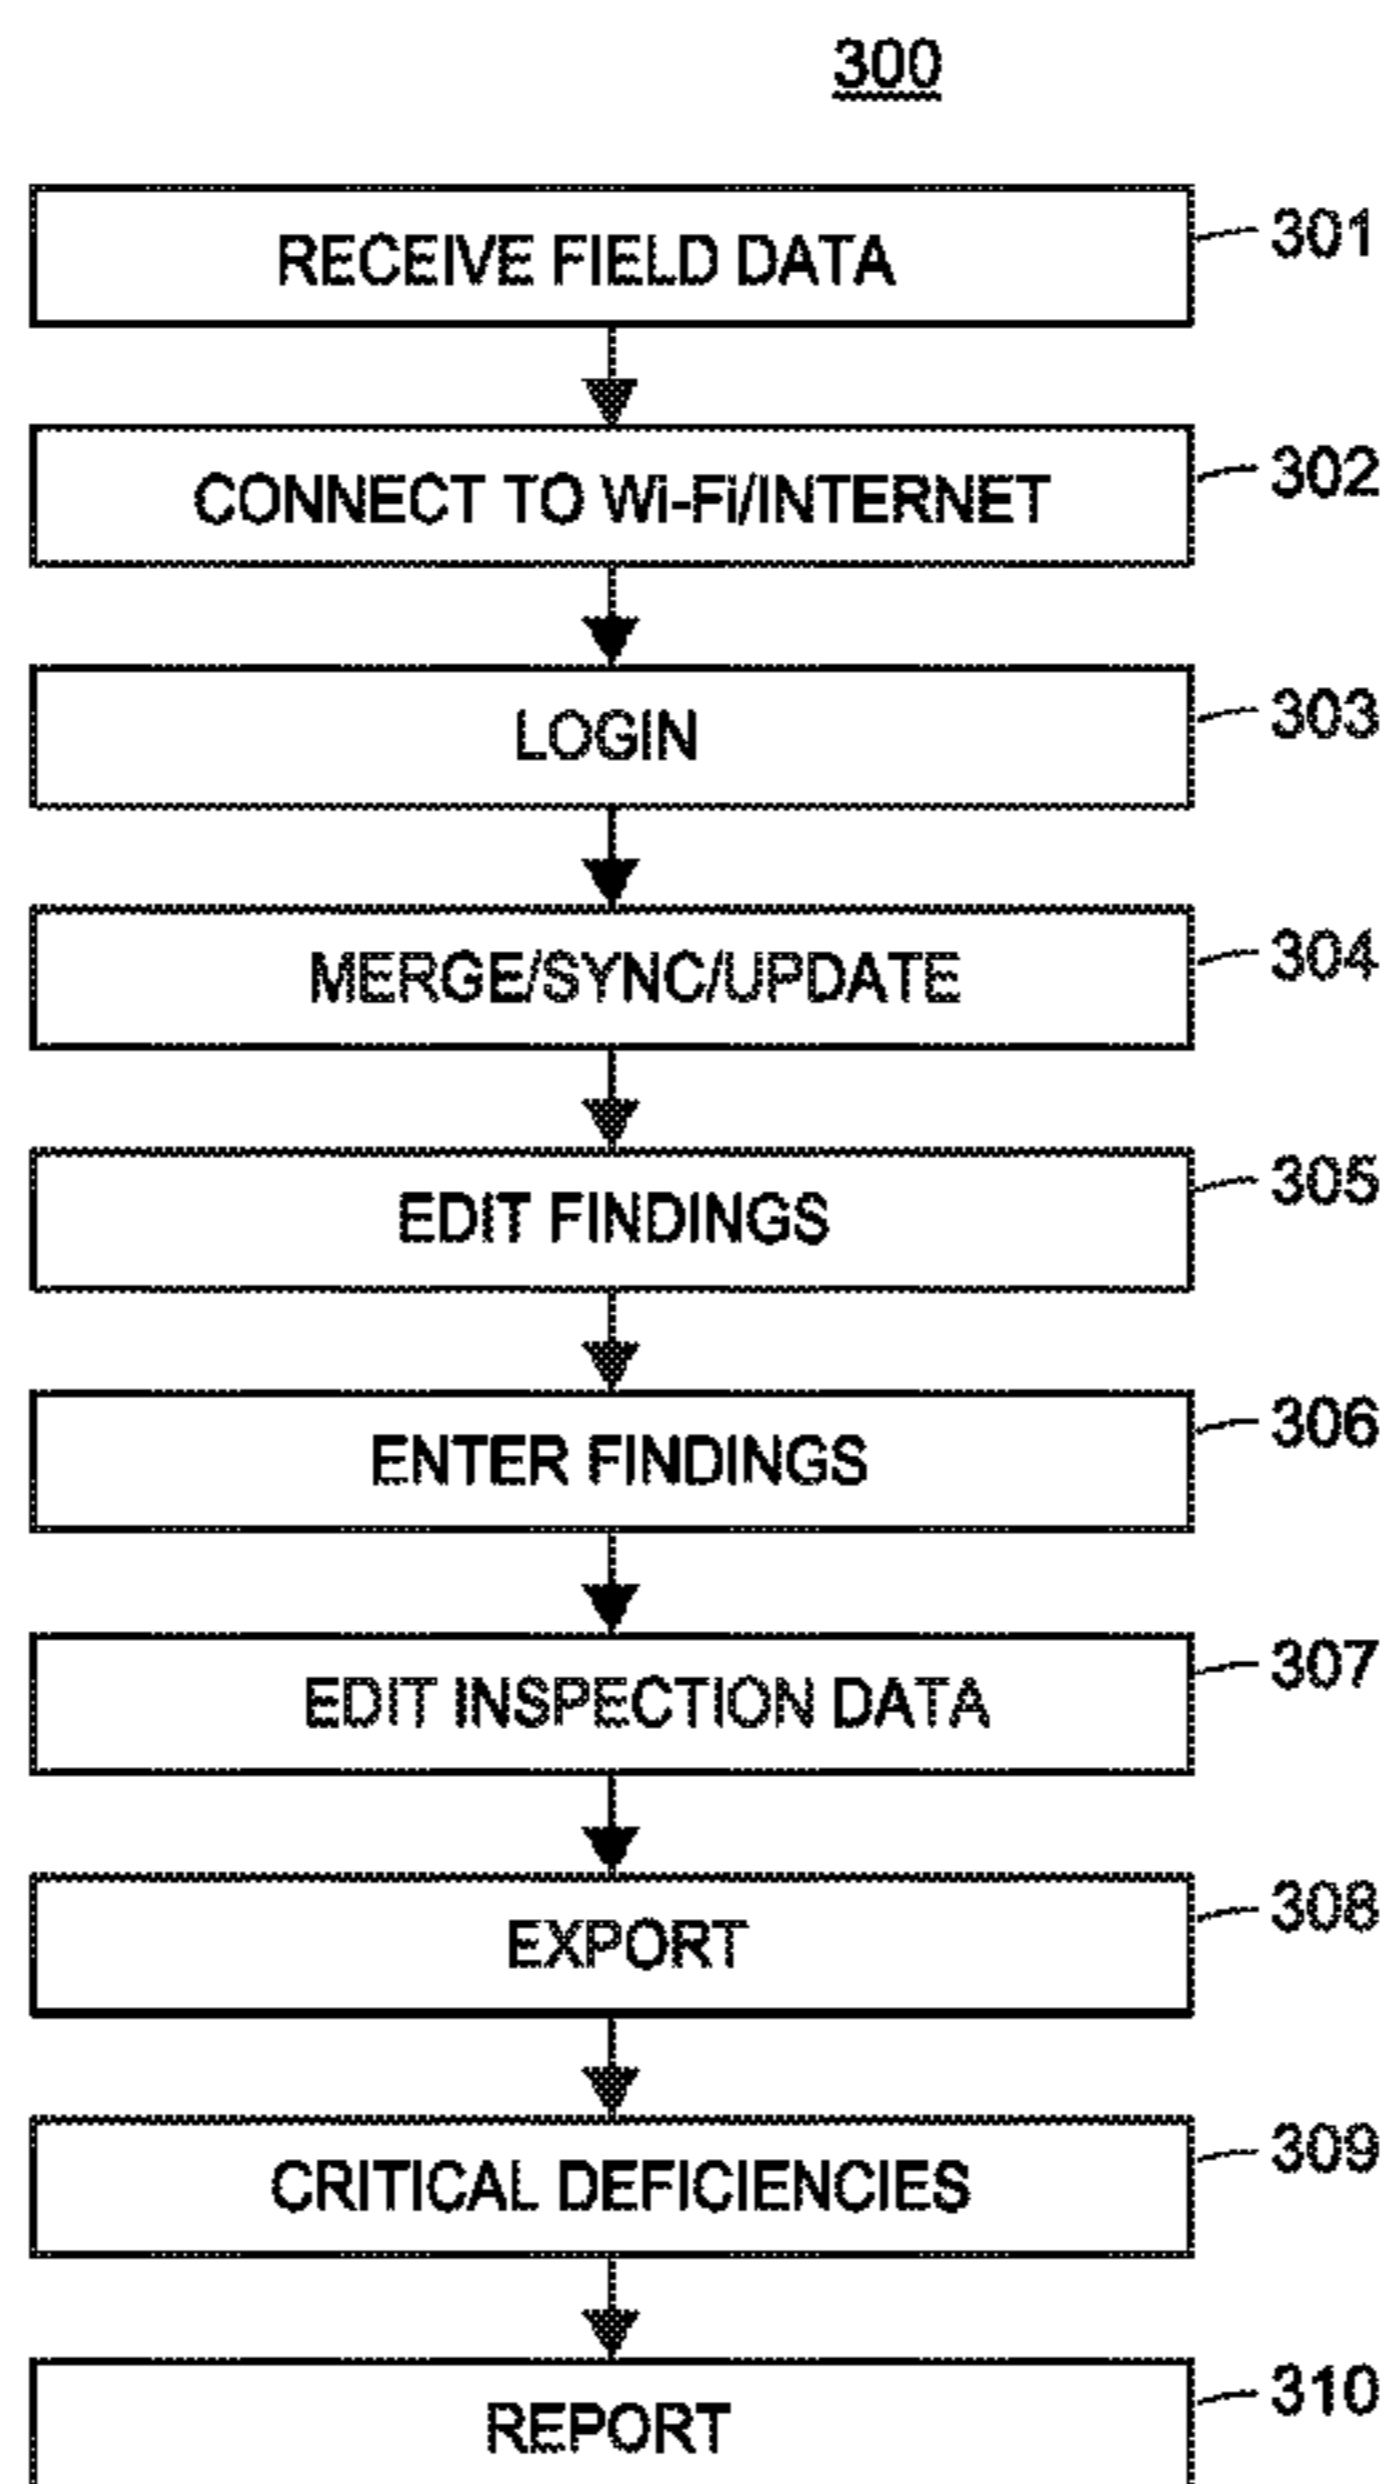 300
RECEIVE FIELD DATA 301
CONNECT TO Wi-Fi/INTERNET 302
LOGIN 303
MERGE/SYNC/UPDATE 304
EDIT FINDINGS 305
ENTER FINDINGS 306
EDIT INSPECTION DATA 307
EXPORT 308
CRITICAL DEFICIENCIES 309
REPORT 310